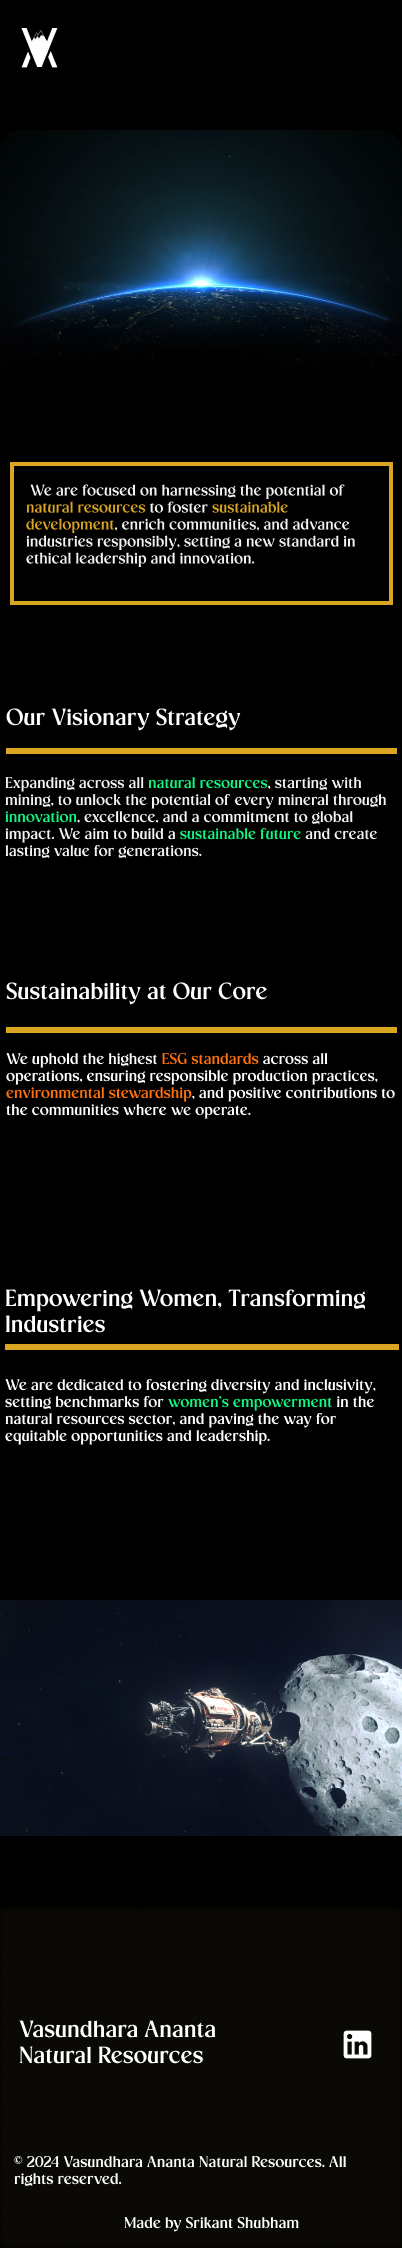 We are focused on harnessing the potential of
natural resources to foster sustainable
development, enrich communities, and advance
industries responsibly, setting a new standard in
ethical leadership and innovation.
Our Visionary Strategy
Expanding across all natural resources, starting with
mining, to unlock the potential of every mineral through
innovation, excellence, and a commitment to global
impact. We aim to build a sustainable future and create
lasting value for generations.
Sustainability at Our Core
We uphold the highest ESG standards across all
operations, ensuring responsible production practices,
environmental stewardship, and positive contributions to
the communities where we operate.
Empowering Women, Transforming
Industries
We are dedicated to fostering diversity and inclusivity,
setting benchmarks for women's empowerment in the
natural resources sector, and paving the way for
equitable opportunities and leadership.
Vasundhara Ananta
Natural Resources
in
© 2024 Vasundhara Ananta Natural Resources. All
rights reserved.
Made by Srikant Shubham